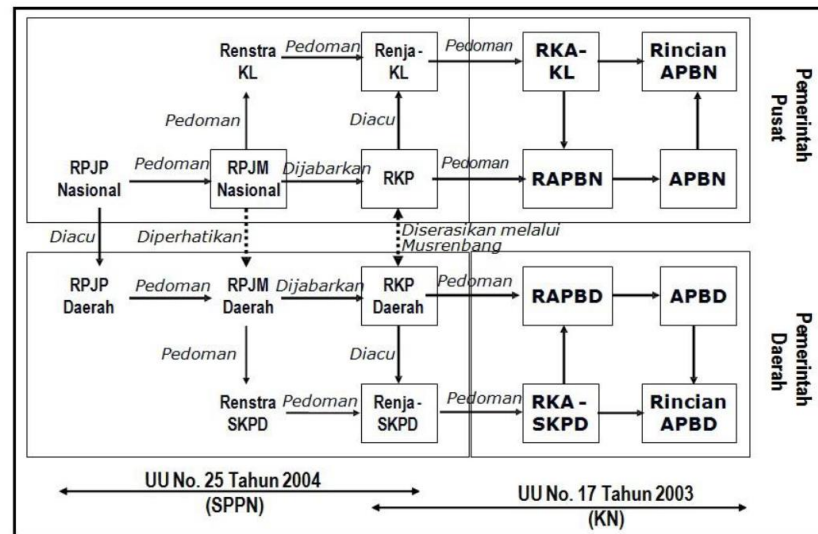 Renstra
KL
Pedoman
Renja-
KL
Pedoman
RKA-
KL
Rincian
APBN
Pemerintah
Pusat
Pedoman
Diacu
RPJP
Nasional
Pedoman
RPJM
Nasional
Dijabarkan
RKP
Pedoman
RAPBN
APBN
Diacu
Diperhatikan
Diserasikan melalui
Musrenbang
RPJP
Daerah
Pedoman
RPJM
Daerah
Dijabarkan
RKP
Daerah
Pedoman
RAPBD
APBD
Pemerintah
Daerah
Pedoman
Diacu
Renstra
SKPD
Pedoman
Renja-
SKPD
Pedoman
RKA -
SKPD
Rincian
APBD
UU No. 25 Tahun 2004
(SPPN)
UU No. 17 Tahun 2003
(KN)